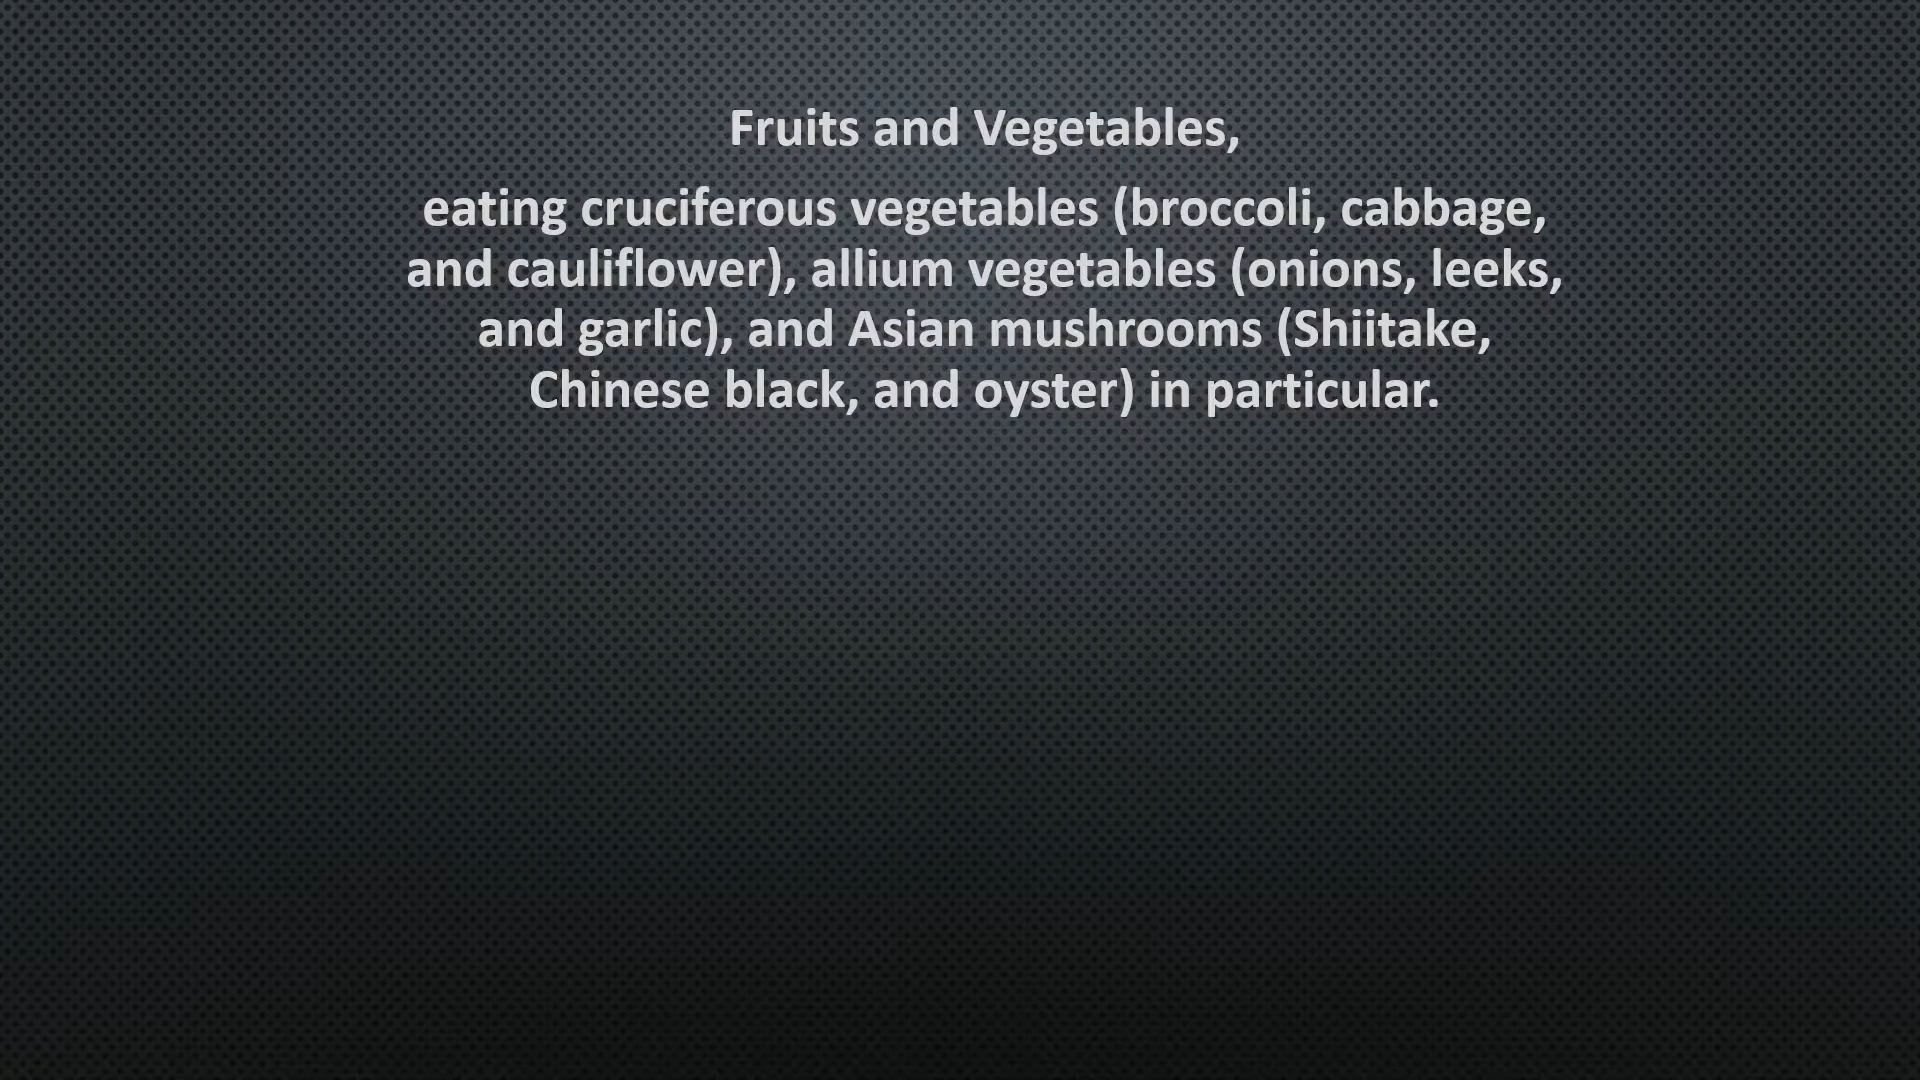 Fruits and Vegetables,
eating cruciferous vegetables (broccoli, cabbage,
and cauliflower), allium vegetables (onions, leeks,
and garlic), and Asian mushrooms (Shiitake,
Chinese black, and oyster) in particular.